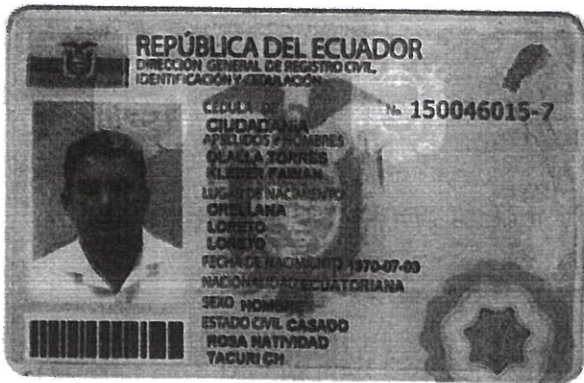 REPÚBLICA DEL ECUADOR
DIRECCIÓN GENERAL DE REGISTRO CIVIL,
IDENTIFICACIÓN Y CEDULACIÓN
CÉDULA DE No. 150046015-7
CIUDADANÍA
APELLIDOS Y NOMBRES
OLALLA TORRES
KLEBER FABIAN
LUGAR DE NACIMIENTO
ORELLANA
LORETO
LORETO
FECHA DE NACIMIENTO 1970-07-03
NACIONALIDAD ECUATORIANA
SEXO HOMBRE
ESTADO CIVIL CASADO
ROSA NATIVIDAD
TACURI CH